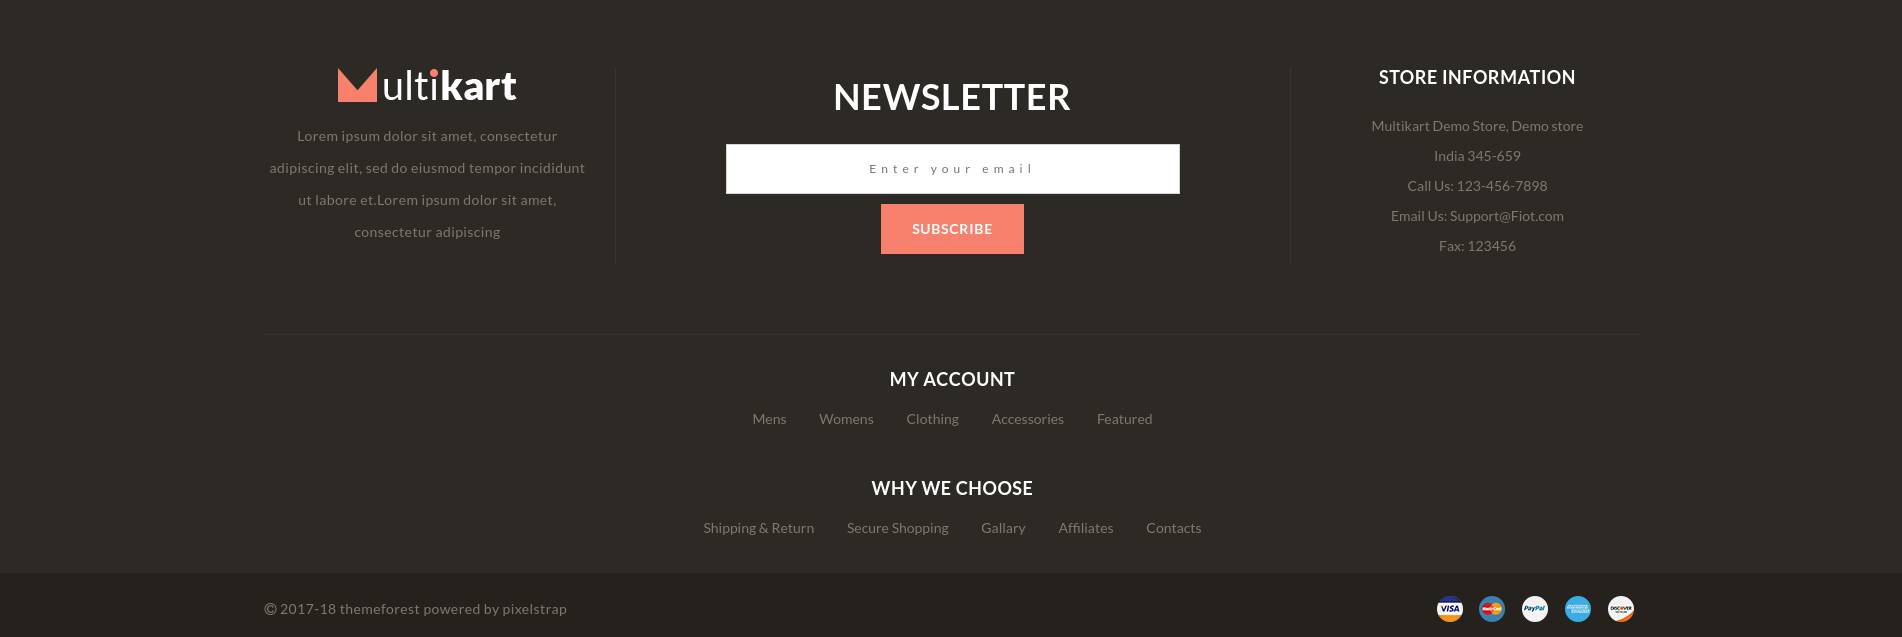 Multikart
Lorem ipsum dolor sit amet, consectetur
adipiscing elit, sed do eiusmod tempor incididunt
ut labore et.Lorem ipsum dolor sit amet,
consectetur adipiscing
NEWSLETTER
Enter your email
SUBSCRIBE
STORE INFORMATION
Multikart Demo Store, Demo store
India 345-659
Call Us: 123-456-7898
Email Us: Support@Fiot.com
Fax: 123456
MY ACCOUNT
Mens Womens Clothing Accessories Featured
WHY WE CHOOSE
Shipping & Return Secure Shopping Gallary Affiliates Contacts
© 2017-18 themeforest powered by pixelstrap
VISA MasterCard PayPal DISCOVER